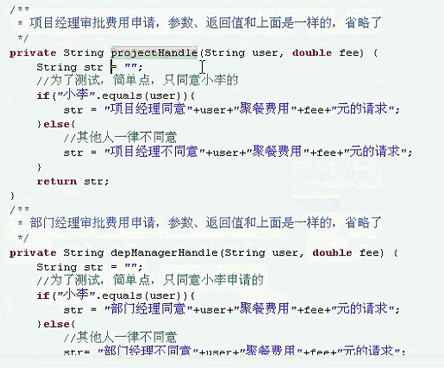 /**
 * 项目经理审批费用申请，参数、返回值和上面是一样的，省略了
 */
private String projectHandle(String user, double fee) {
    String str = "";
    //为了测试，简单点，只同意小李的
    if("小李".equals(user)){
        str = "项目经理同意"+user+"聚餐费用"+fee+"元的请求";
    }else{
        //其他人一律不同意
        str = "项目经理不同意"+user+"聚餐费用"+fee+"元的请求";
    }
    return str;
}
/**
 * 部门经理审批费用申请，参数、返回值和上面是一样的，省略了
 */
private String depManagerHandle(String user, double fee) {
    String str = "";
    //为了测试，简单点，只同意小李申请的
    if("小李".equals(user)){
        str = "部门经理同意"+user+"聚餐费用"+fee+"元的请求";
    }else{
        //其他人一律不同意
        str= "部门经理不同意"+user+"聚餐费用"+fee+"元的请求";